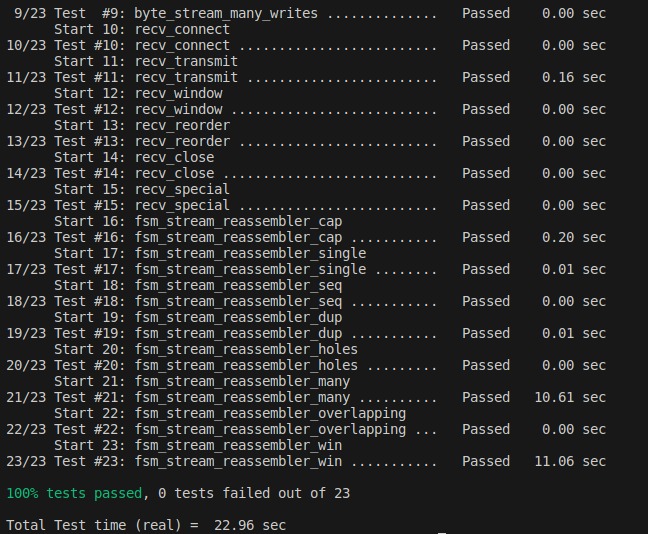 9/23 Test  #9: byte_stream_many_writes ..............   Passed    0.00 sec
      Start 10: recv_connect
10/23 Test #10: recv_connect .........................   Passed    0.00 sec
      Start 11: recv_transmit
11/23 Test #11: recv_transmit ........................   Passed    0.16 sec
      Start 12: recv_window
12/23 Test #12: recv_window ..........................   Passed    0.00 sec
      Start 13: recv_reorder
13/23 Test #13: recv_reorder .........................   Passed    0.00 sec
      Start 14: recv_close
14/23 Test #14: recv_close ...........................   Passed    0.00 sec
      Start 15: recv_special
15/23 Test #15: recv_special .........................   Passed    0.00 sec
      Start 16: fsm_stream_reassembler_cap
16/23 Test #16: fsm_stream_reassembler_cap ...........   Passed    0.20 sec
      Start 17: fsm_stream_reassembler_single
17/23 Test #17: fsm_stream_reassembler_single ........   Passed    0.01 sec
      Start 18: fsm_stream_reassembler_seq
18/23 Test #18: fsm_stream_reassembler_seq ...........   Passed    0.00 sec
      Start 19: fsm_stream_reassembler_dup
19/23 Test #19: fsm_stream_reassembler_dup ...........   Passed    0.01 sec
      Start 20: fsm_stream_reassembler_holes
20/23 Test #20: fsm_stream_reassembler_holes .........   Passed    0.00 sec
      Start 21: fsm_stream_reassembler_many
21/23 Test #21: fsm_stream_reassembler_many ..........   Passed   10.61 sec
      Start 22: fsm_stream_reassembler_overlapping
22/23 Test #22: fsm_stream_reassembler_overlapping ...   Passed    0.00 sec
      Start 23: fsm_stream_reassembler_win
23/23 Test #23: fsm_stream_reassembler_win ...........   Passed   11.06 sec

100% tests passed, 0 tests failed out of 23

Total Test time (real) =  22.96 sec